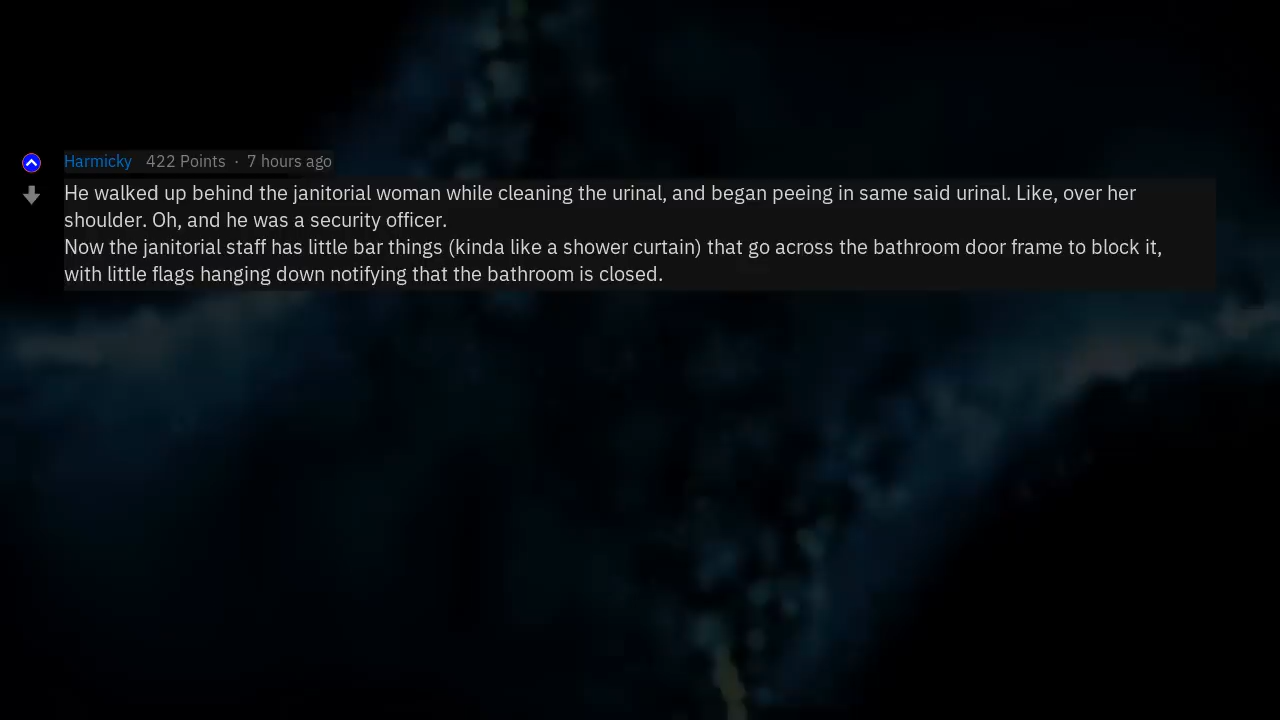 Harmicky 422 Points · 7 hours ago
He walked up behind the janitorial woman while cleaning the urinal, and began peeing in same said urinal. Like, over her
shoulder. Oh, and he was a security officer.
Now the janitorial staff has little bar things (kinda like a shower curtain) that go across the bathroom door frame to block it,
with little flags hanging down notifying that the bathroom is closed.